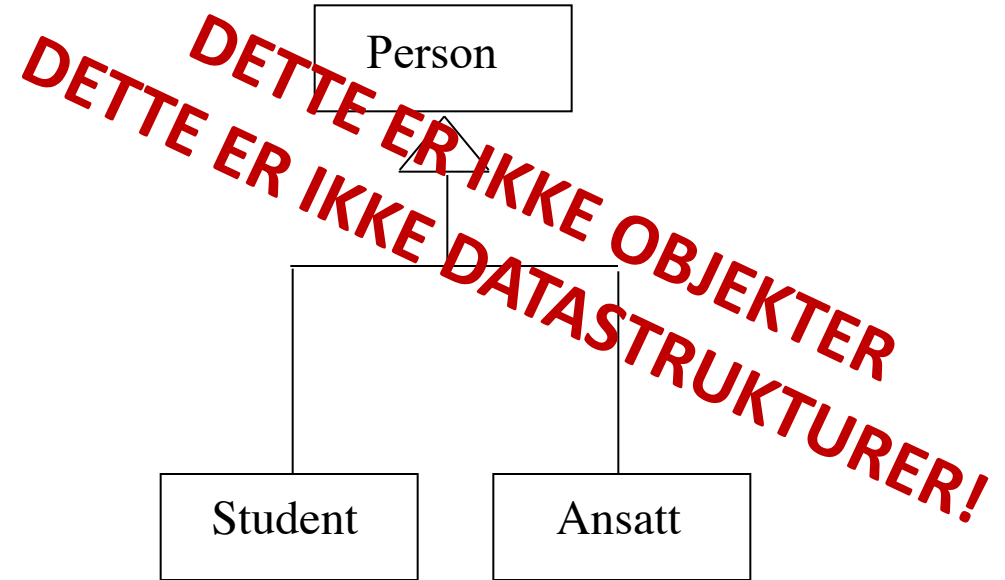 Person
DETTE ER IKKE OBJEKTER
DETTE ER IKKE DATASTRUKTURER!
Student
Ansatt